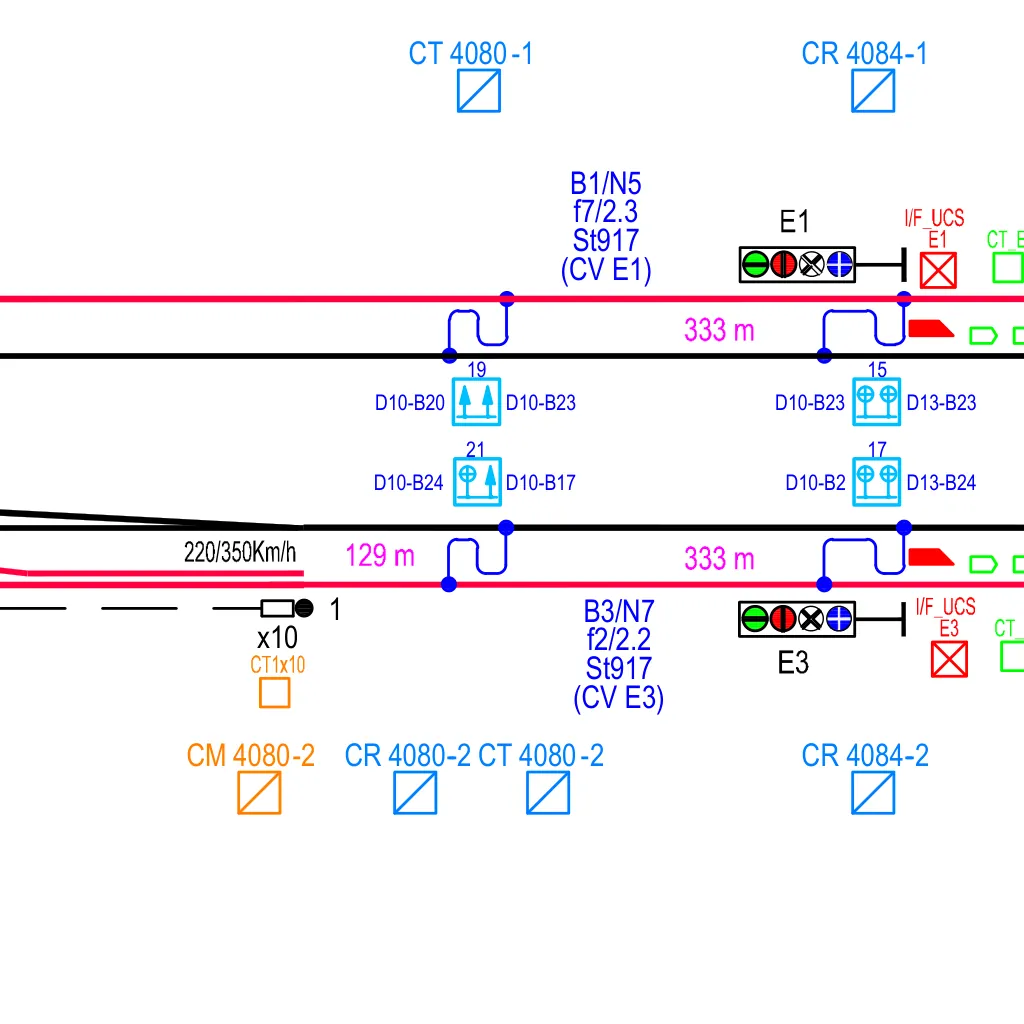 CT 4080-1
CR 4084-1
B1/N5
f7/2.3
St917
(CV E1)
E1
I/F_UCS
E1
333 m
19
15
D10-B20
D10-B23
D10-B23
D13-B23
21
17
D10-B24
D10-B17
D10-B2
D13-B24
220/350Km/h
129 m
333 m
1
x10
CT1x10
B3/N7
f2/2.2
St917
(CV E3)
E3
I/F_UCS
E3
CM 4080-2
CR 4080-2
CT 4080-2
CR 4084-2